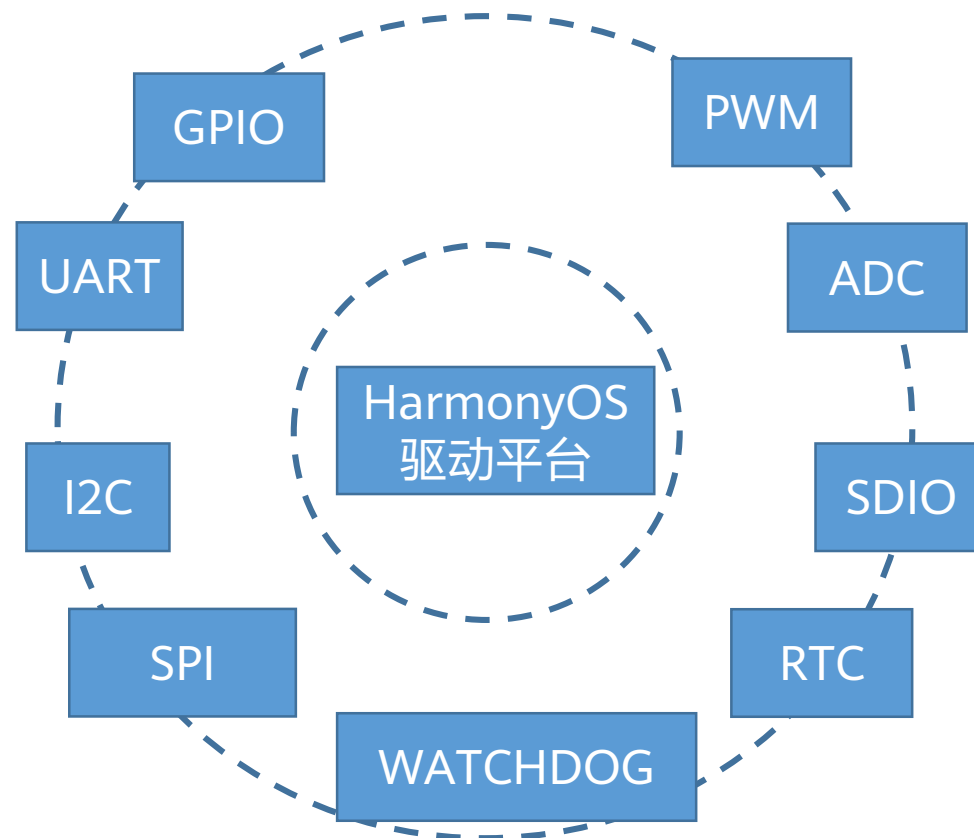 GPIO
PWM
UART
ADC
HarmonyOS
驱动平台
I2C
SDIO
SPI
RTC
WATCHDOG